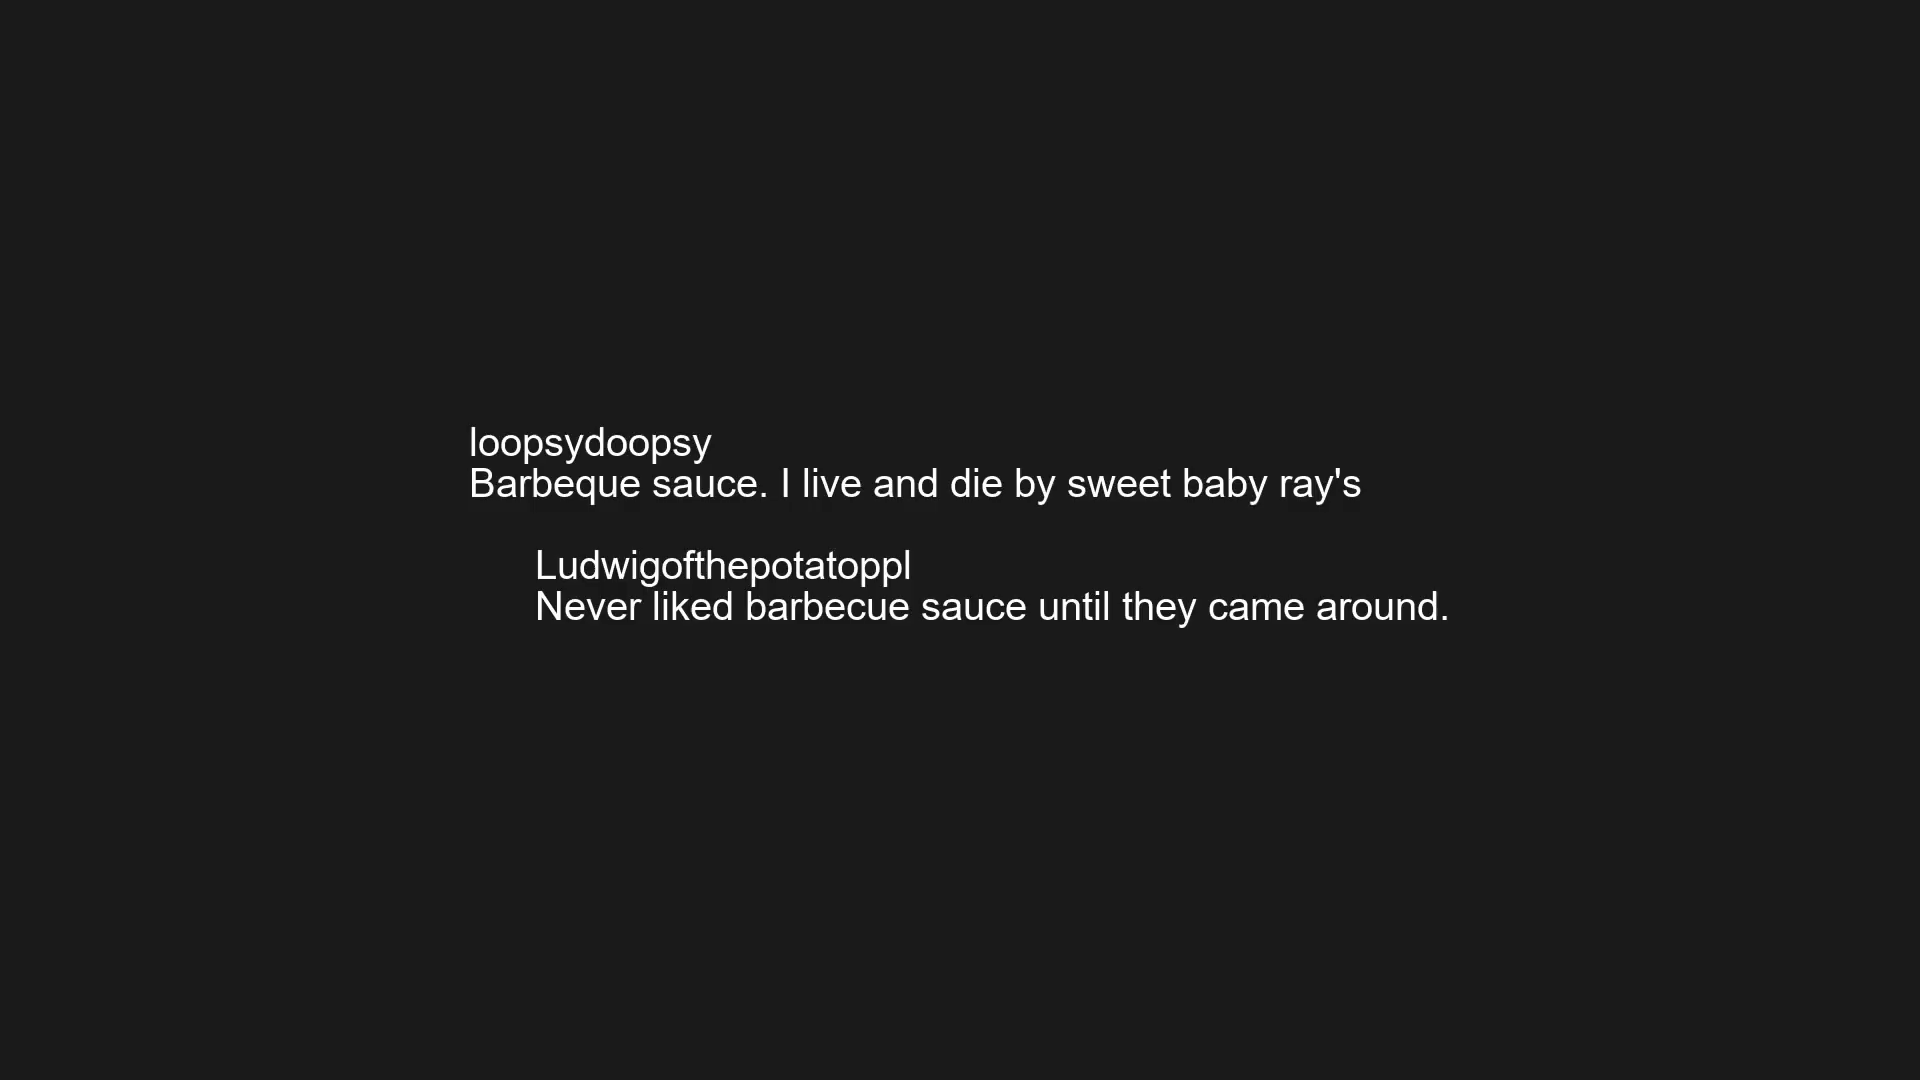 loopsydoopsy
Barbeque sauce. I live and die by sweet baby ray's
Ludwigofthepotatoppl
Never liked barbecue sauce until they came around.